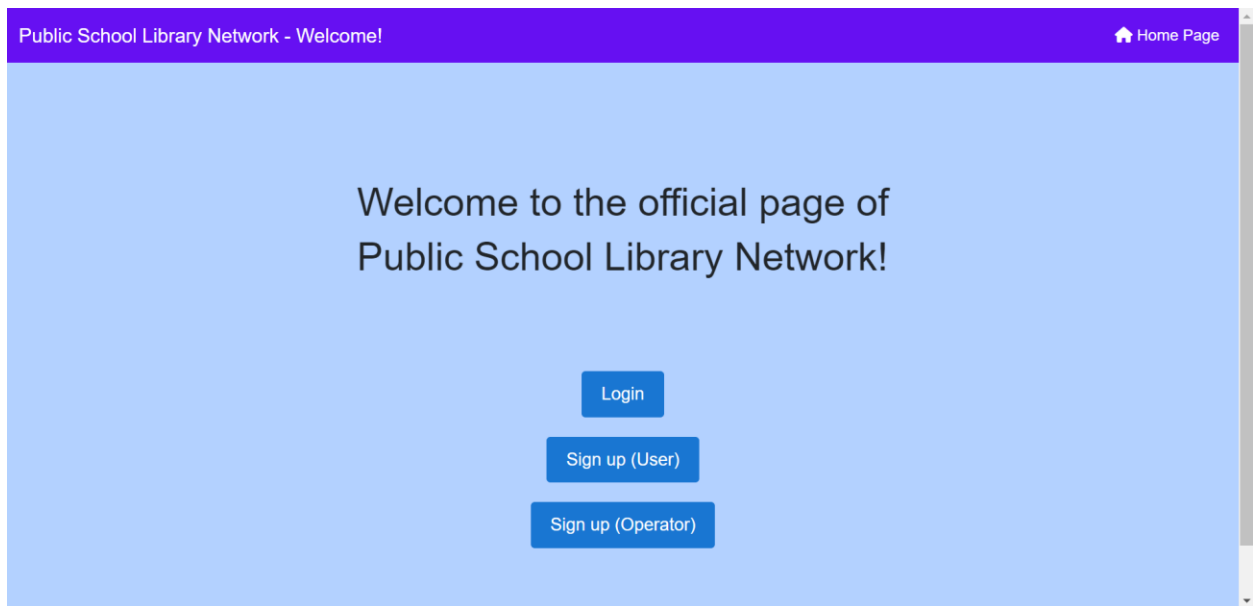 Public School Library Network - Welcome!
Home Page
Welcome to the official page of
Public School Library Network!
Login
Sign up (User)
Sign up (Operator)